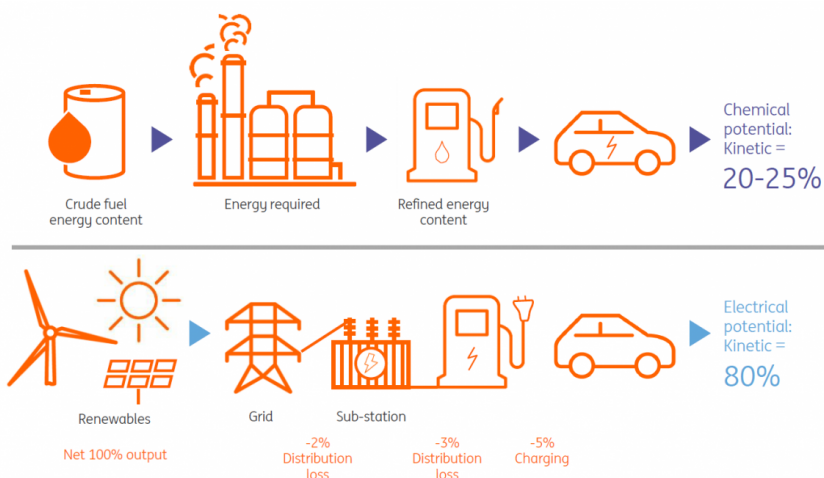 Chemical
potential:
Kinetic =
20-25%
Crude fuel
energy content
Energy required
Refined energy
content
Electrical
potential:
Kinetic =
80%
Renewables
Grid
Sub-station
Net 100% output
-2%
Distribution
loss
-3%
Distribution
loss
-5%
Charging